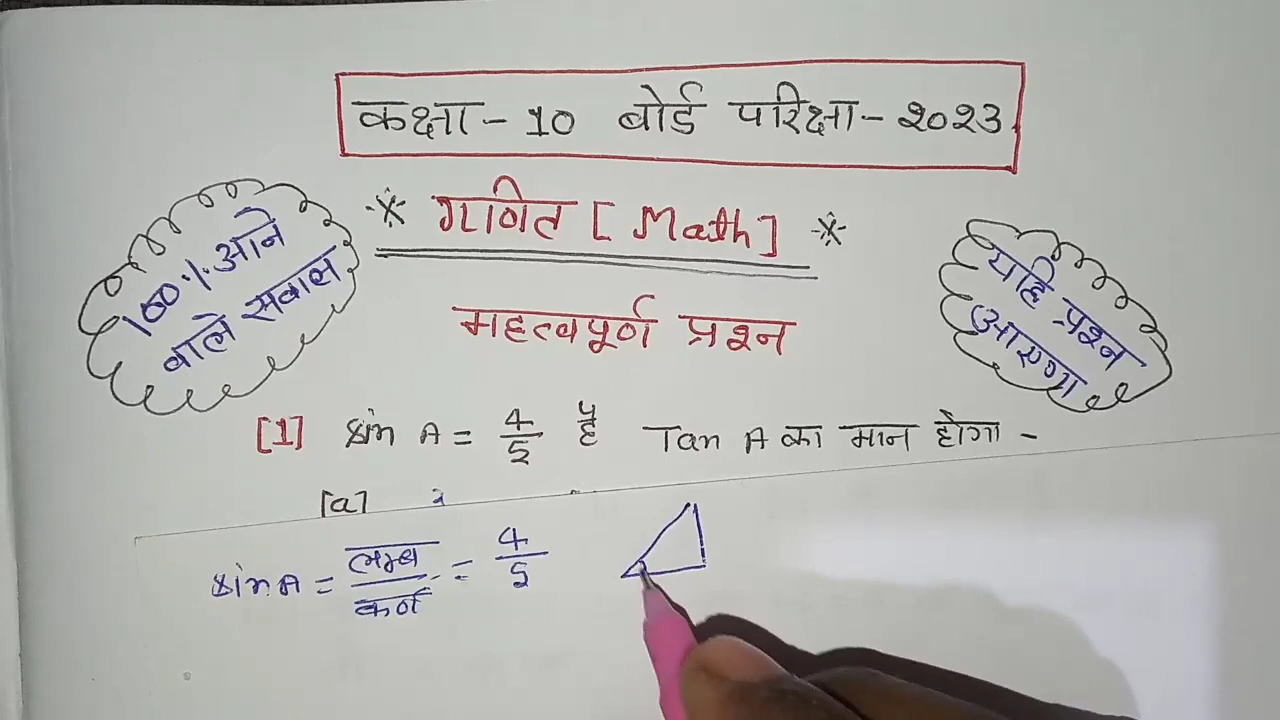 कक्षा - 10 बोर्ड परिक्षा - २०२३
* गणित [ Math ] *
100% आने
वाले सवाल
यहि प्रश्न
आएगा
महत्वपूर्ण प्रश्न
[1] sin A = 4/5 है Tan A का मान होगा -
[a]
sin A = लम्ब/कर्ण = 4/5